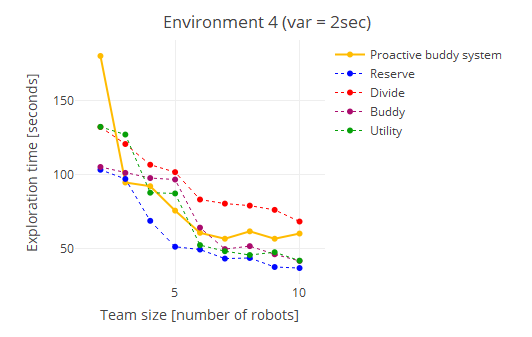 Environment 4 (var = 2sec)
Proactive buddy system
Reserve
Divide
Buddy
Utility
Exploration time [seconds]
150
100
50
5
10
Team size [number of robots]